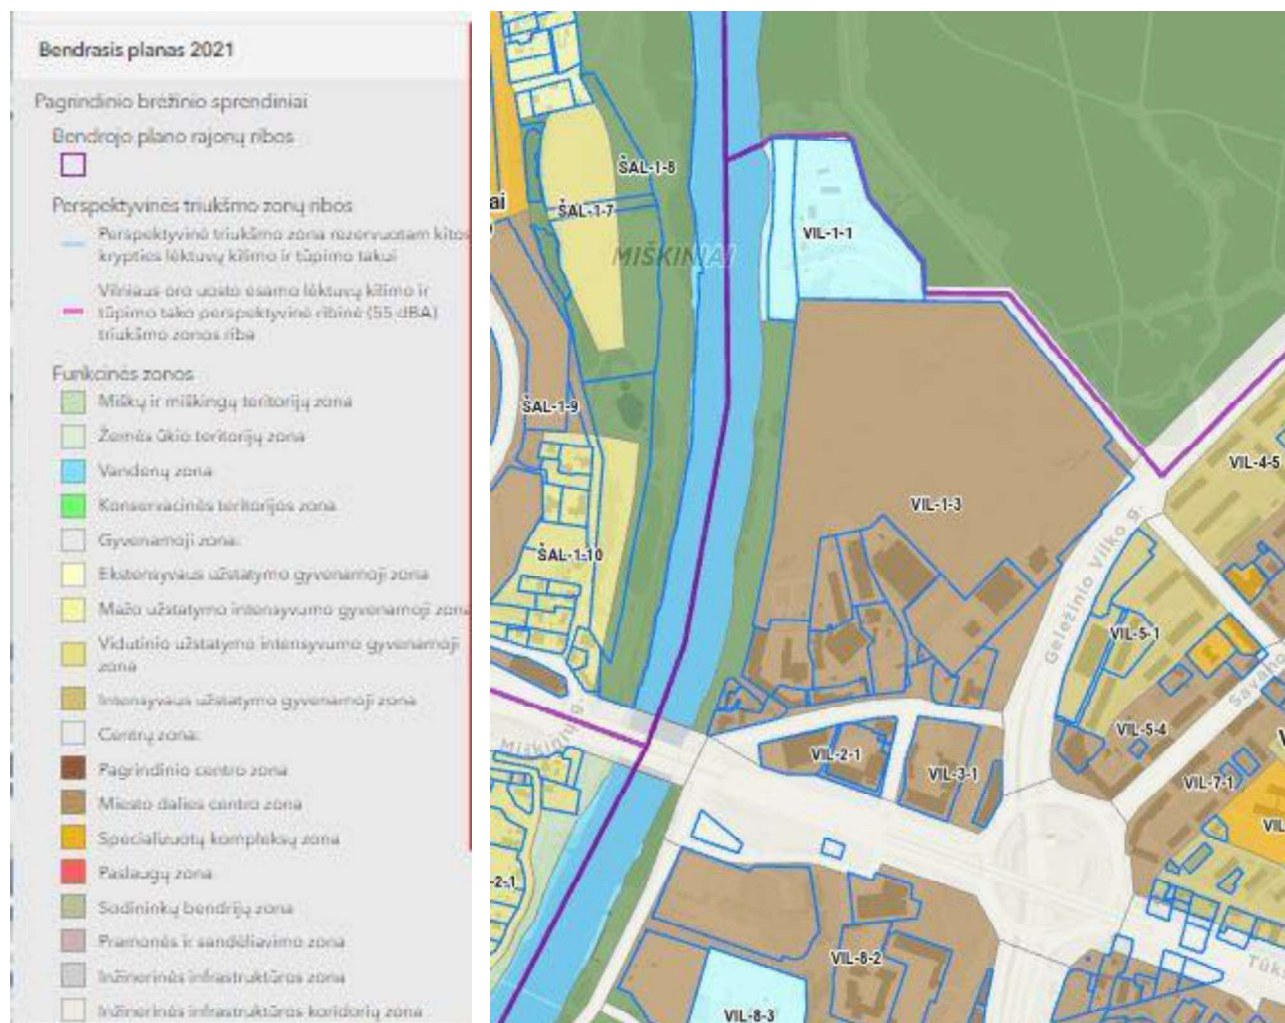 Bendrasis planas 2021
Pagrindinio brėžinio sprendiniai
Bendrojo plano rajonų ribos
Perspektyvinės triukšmo zonų ribos
Perspektyvinė triukšmo zona rezervuotam kitos
krypties lėktuvų kilimo ir tūpimo takui
Vilniaus oro uosto esamo lėktuvų kilimo ir
tūpimo tako perspektyvinė ribinė (55 dBA)
triukšmo zonos riba
Funkcinės zonos
Miškų ir miškingų teritorijų zona
Žemės ūkio teritorijų zona
Vandenų zona
Konservacinės teritorijos zona
Gyvenamoji zona:
Ekstensyvaus užstatymo gyvenamoji zona
Mažo užstatymo intensyvumo gyvenamoji zona
Vidutinio užstatymo intensyvumo gyvenamoji
zona
Intensyvaus užstatymo gyvenamoji zona
Centrų zona:
Pagrindinio centro zona
Miesto dalies centro zona
Specializuotų kompleksų zona
Paslaugų zona
Sodininkų bendrijų zona
Pramonės ir sandėliavimo zona
Inžinerinės infrastruktūros zona
Inžinerinės infrastruktūros koridorių zona
ŠAL-1-8
ai
ŠAL-1-7
VIL-1-1
MIŠKINIAI
ŠAL-1-9
VIL-4-5
VIL-1-3
ŠAL-1-10
Geležinio Vilko g.
VIL-5-1
Miškinių g.
VIL-5-4
VIL-2-1
VIL-3-1
VIL-7-1
VIL
-2-1
VIL-8-2
VIL-8-3